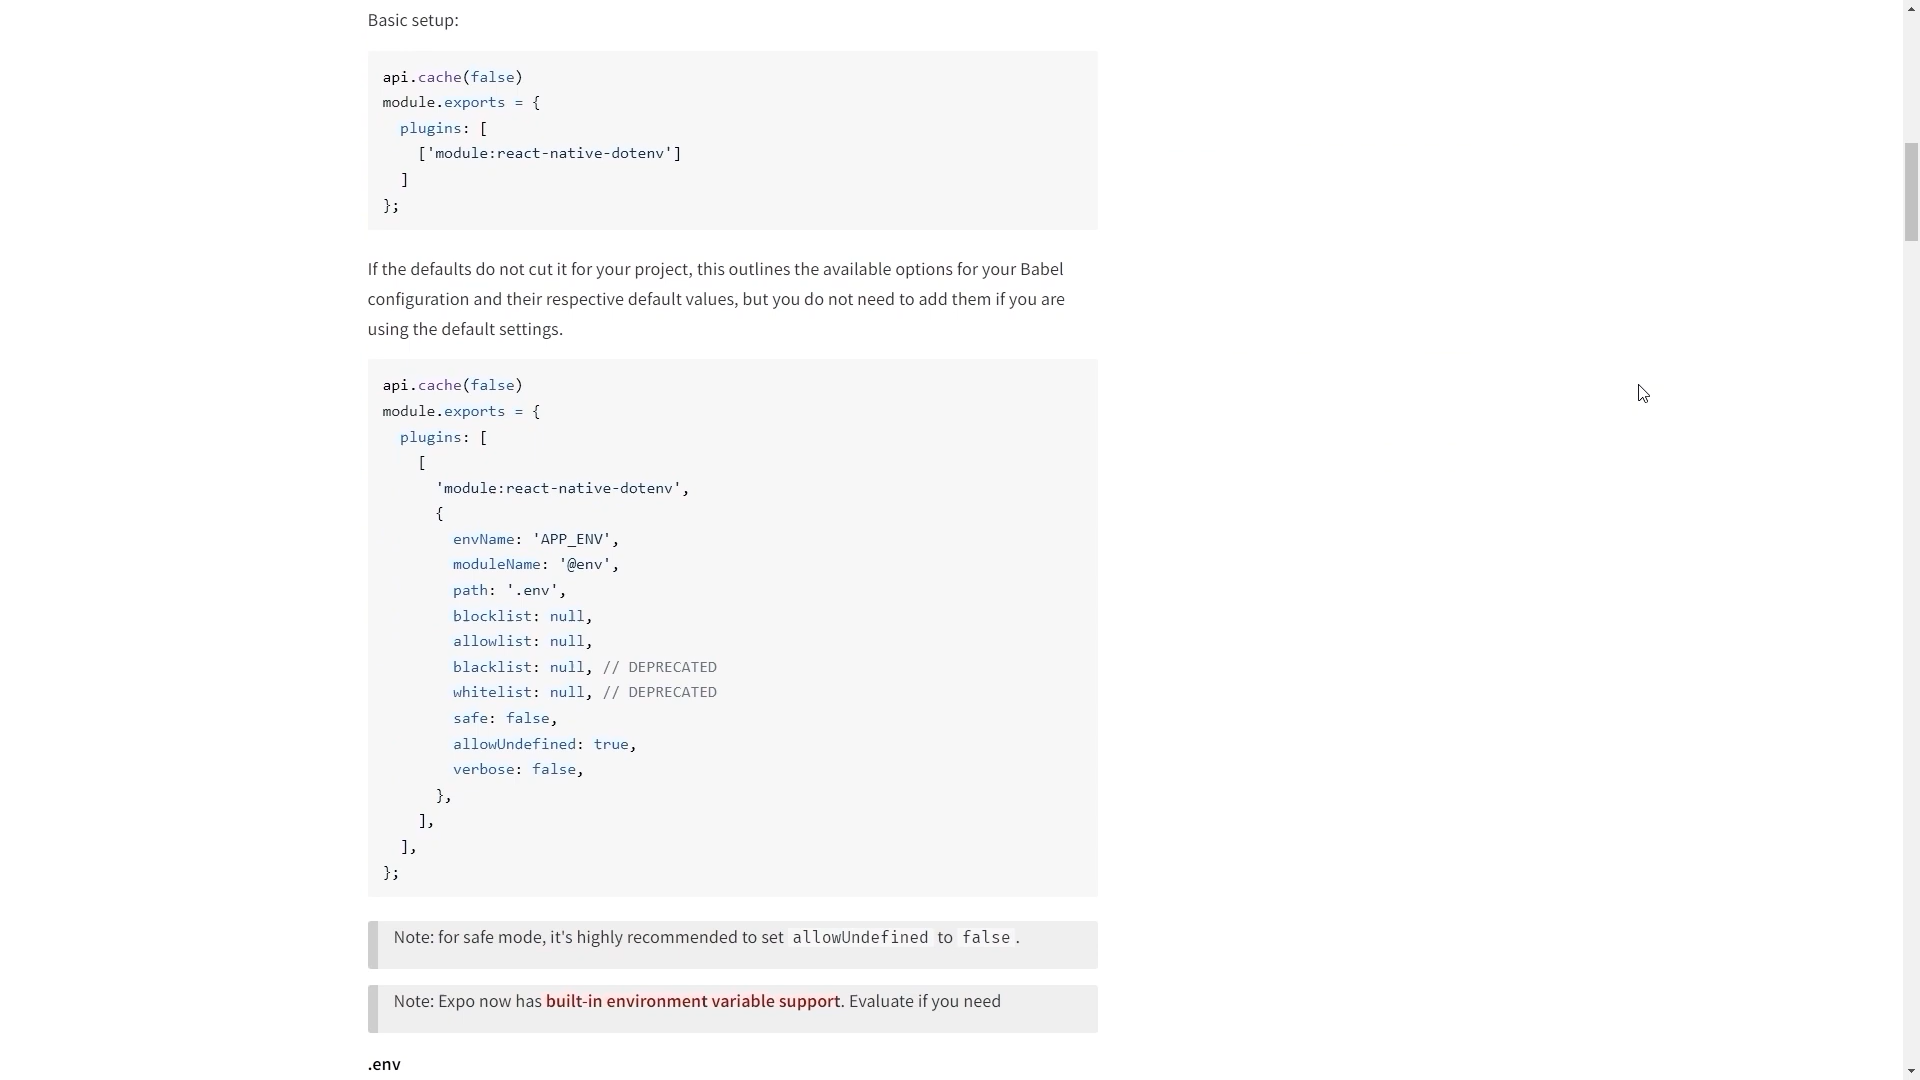 Basic setup:
api.cache(false)
module.exports = {
  plugins: [
    ['module:react-native-dotenv']
  ]
};
If the defaults do not cut it for your project, this outlines the available options for your Babel
configuration and their respective default values, but you do not need to add them if you are
using the default settings.
api.cache(false)
module.exports = {
  plugins: [
    [
      'module:react-native-dotenv',
      {
        envName: 'APP_ENV',
        moduleName: '@env',
        path: '.env',
        blocklist: null,
        allowlist: null,
        blacklist: null, // DEPRECATED
        whitelist: null, // DEPRECATED
        safe: false,
        allowUndefined: true,
        verbose: false,
      },
    ],
  ],
};
Note: for safe mode, it's highly recommended to set allowUndefined to false.
Note: Expo now has built-in environment variable support. Evaluate if you need
.env